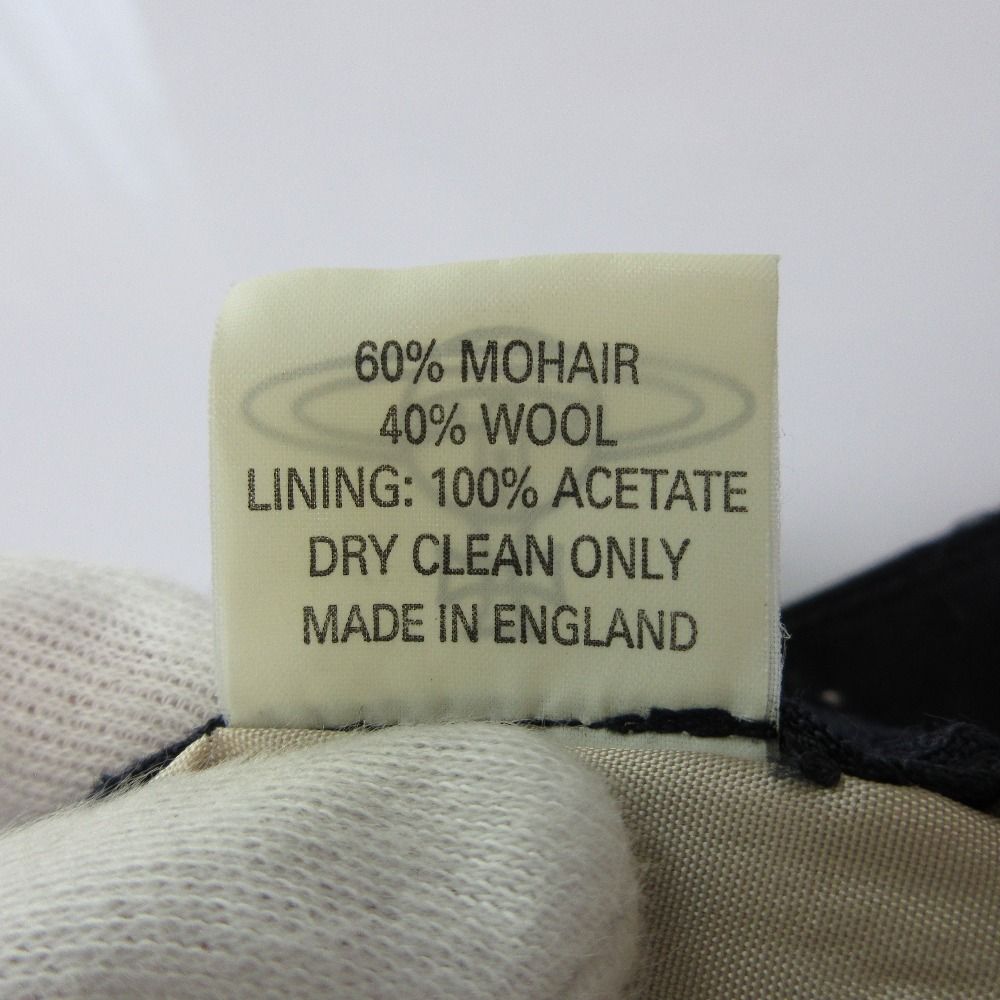 60% MOHAIR
40% WOOL
LINING: 100% ACETATE
DRY CLEAN ONLY
MADE IN ENGLAND